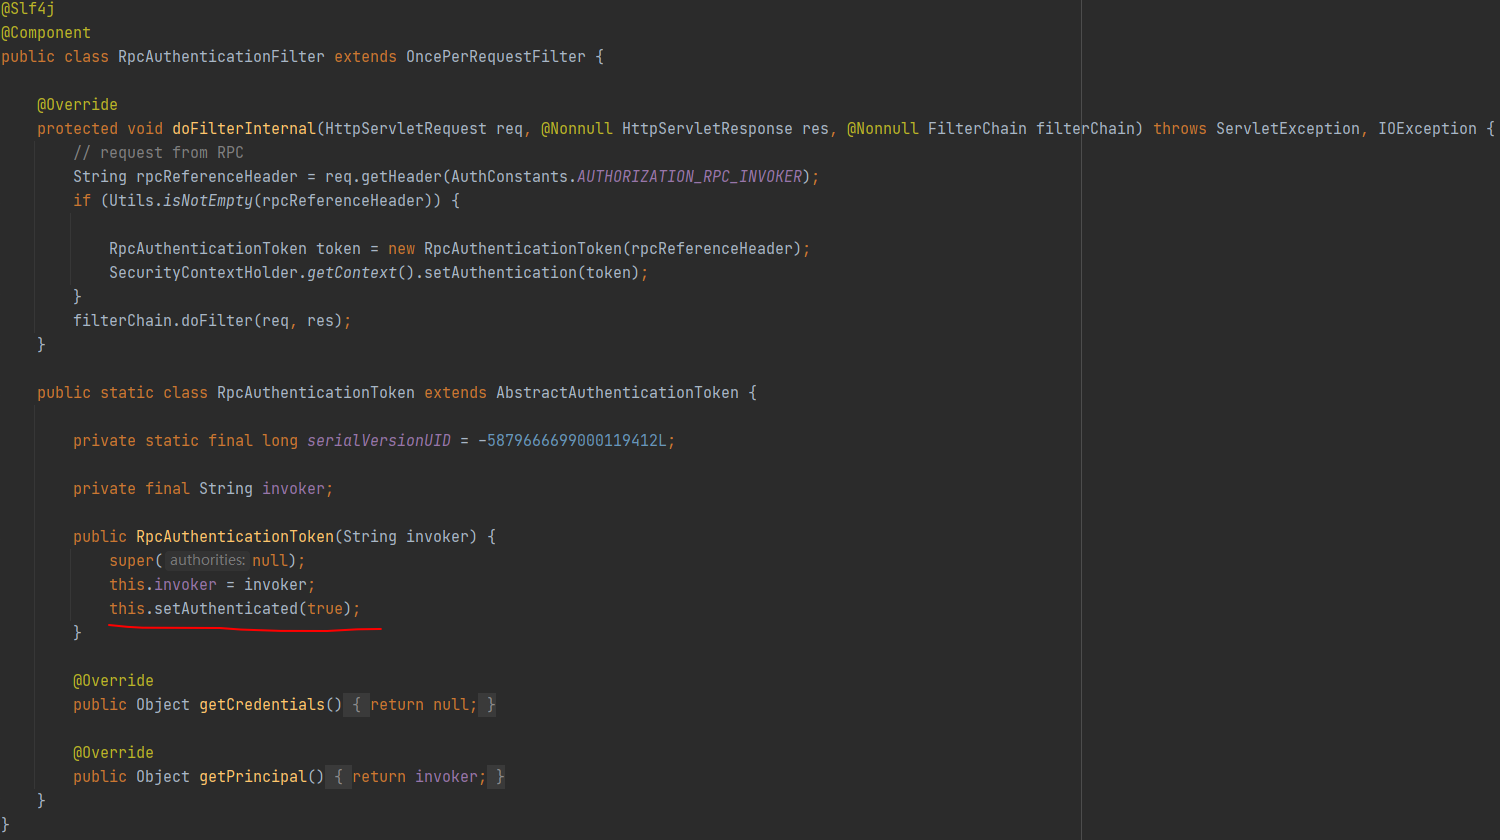 @Slf4j
@Component
public class RpcAuthenticationFilter extends OncePerRequestFilter {
@Override
protected void doFilterInternal(HttpServletRequest req, @Nonnull HttpServletResponse res, @Nonnull FilterChain filterChain) throws ServletException, IOException {
// request from RPC
String rpcReferenceHeader = req.getHeader(AuthConstants.AUTHORIZATION_RPC_INVOKER);
if (Utils.isNotEmpty(rpcReferenceHeader)) {
RpcAuthenticationToken token = new RpcAuthenticationToken(rpcReferenceHeader);
SecurityContextHolder.getContext().setAuthentication(token);
}
filterChain.doFilter(req, res);
}
public static class RpcAuthenticationToken extends AbstractAuthenticationToken {
private static final long serialVersionUID = -5879666699000119412L;
private final String invoker;
public RpcAuthenticationToken(String invoker) {
super( authorities: null);
this.invoker = invoker;
this.setAuthenticated(true);
}
@Override
public Object getCredentials() { return null; }
@Override
public Object getPrincipal() { return invoker; }
}
}